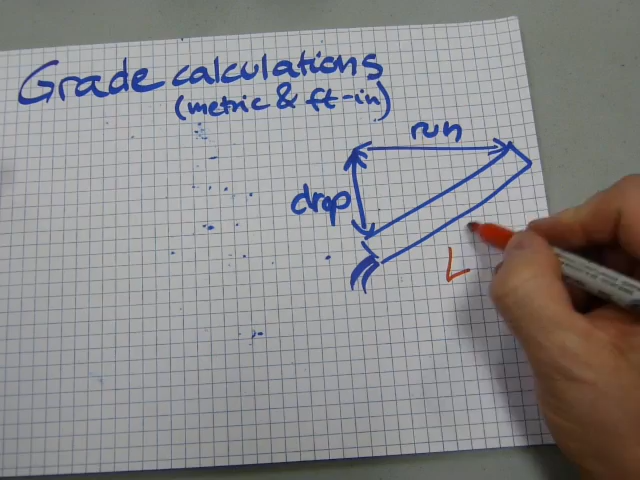 Grade calculations
(metric & ft-in)
run
drop
L